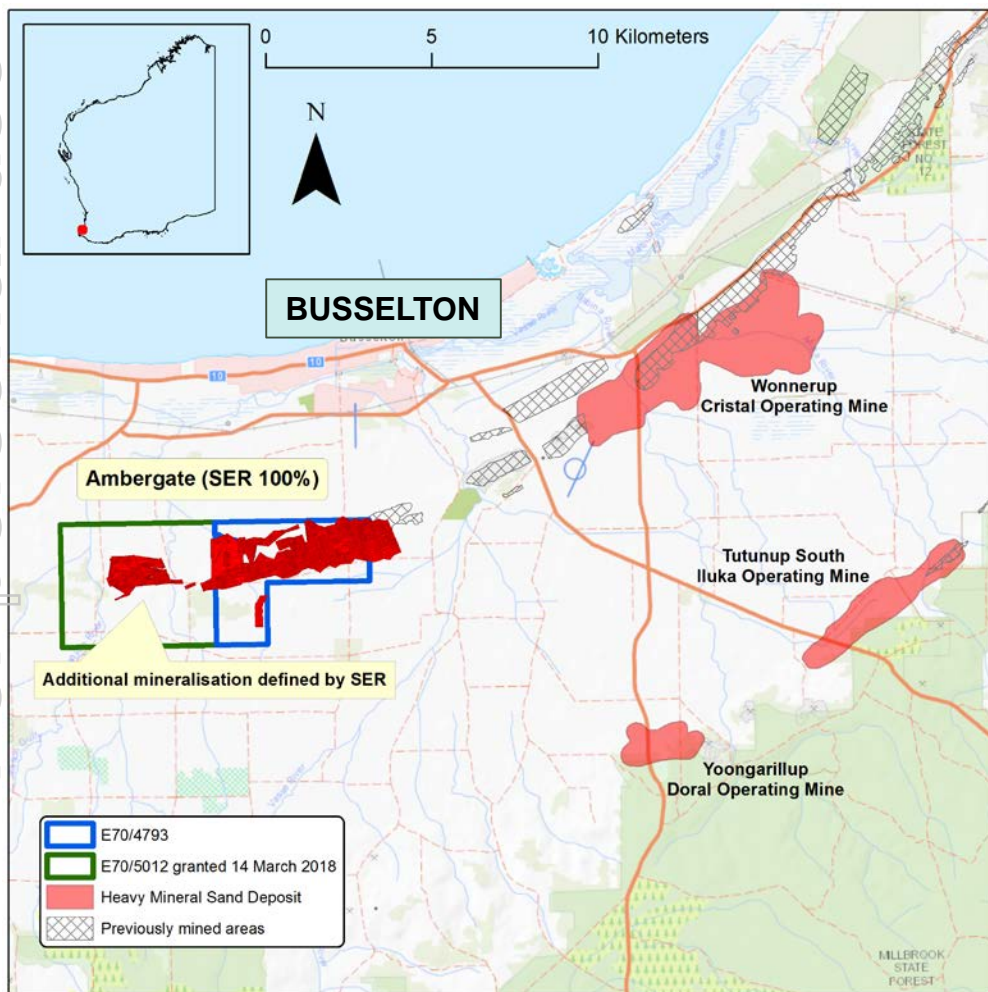 0 5 10 Kilometers
N
STATE
FOREST
NO.
12
BUSSELTON
Busselton
10
10
Wonnerup
Cristal Operating Mine
Ambergate (SER 100%)
Tutunup South
Iluka Operating Mine
Additional mineralisation defined by SER
Yoongarillup
Doral Operating Mine
E70/4793
E70/5012 granted 14 March 2018
Heavy Mineral Sand Deposit
Previously mined areas
MILLBROOK
STATE
FOREST